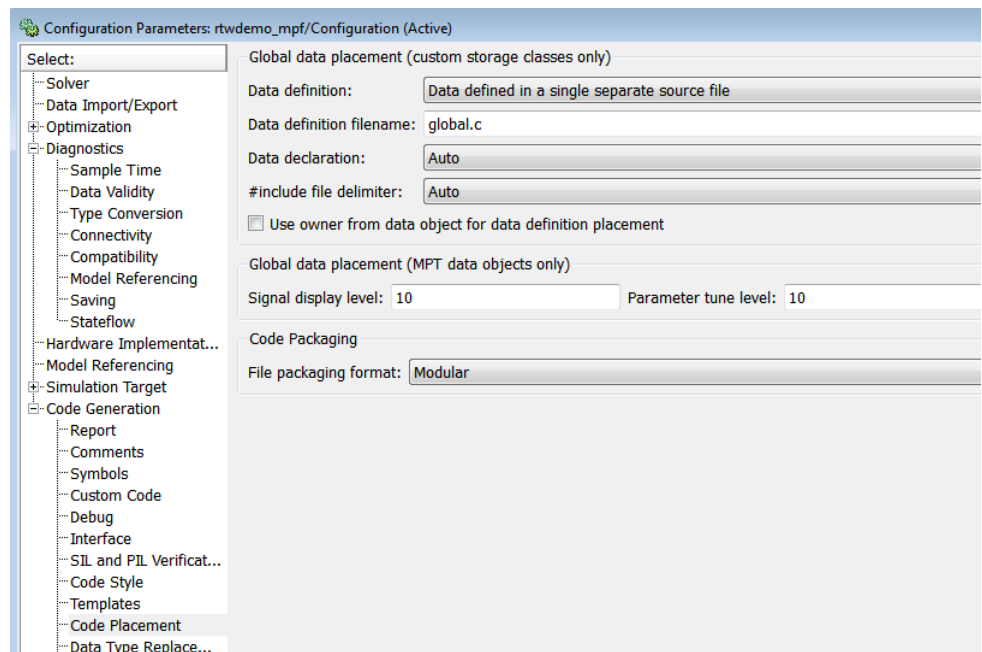 Configuration Parameters: rtwdemo_mpf/Configuration (Active)
Select:
Solver
Data Import/Export
Optimization
Diagnostics
Sample Time
Data Validity
Type Conversion
Connectivity
Compatibility
Model Referencing
Saving
Stateflow
Hardware Implementat...
Model Referencing
Simulation Target
Code Generation
Report
Comments
Symbols
Custom Code
Debug
Interface
SIL and PIL Verificat...
Code Style
Templates
Code Placement
Data Type Replace...
Global data placement (custom storage classes only)
Data definition: Data defined in a single separate source file
Data definition filename: global.c
Data declaration: Auto
#include file delimiter: Auto
Use owner from data object for data definition placement
Global data placement (MPT data objects only)
Signal display level: 10 Parameter tune level: 10
Code Packaging
File packaging format: Modular